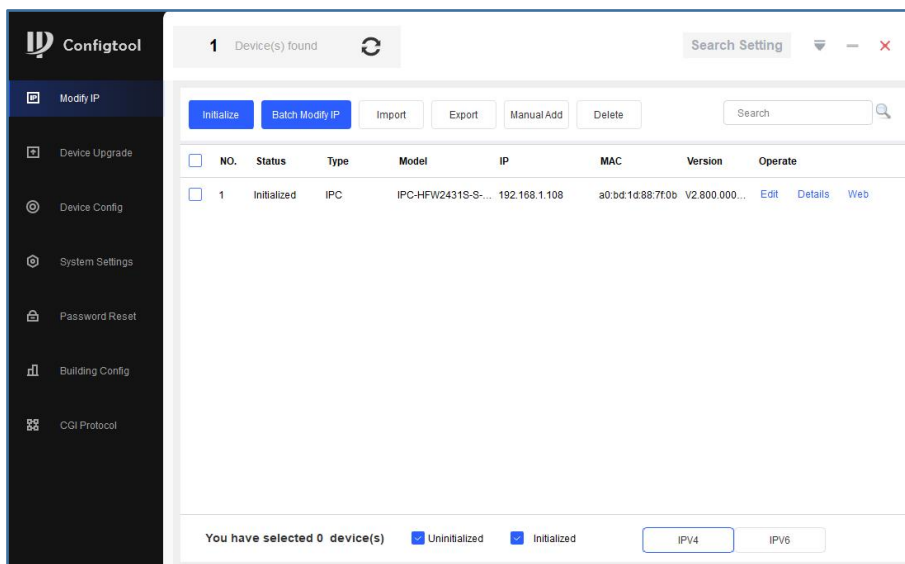 Configtool
1 Device(s) found
Search Setting
Modify IP
Device Upgrade
Device Config
System Settings
Password Reset
Building Config
CGI Protocol
Initialize Batch Modify IP Import Export Manual Add Delete Search
NO. Status Type Model IP MAC Version Operate
1 Initialized IPC IPC-HFW2431S-S-... 192.168.1.108 a0:bd:1d:88:7f:0b V2.800.000... Edit Details Web
You have selected 0 device(s) Uninitialized Initialized IPV4 IPV6